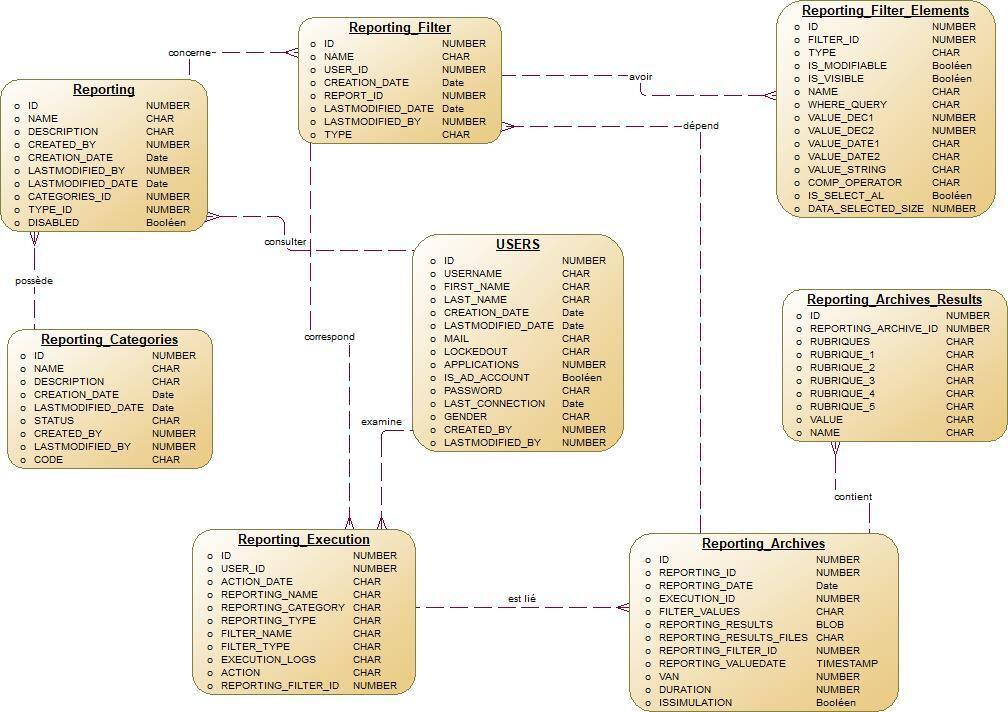 Reporting_Filter
ID NUMBER
NAME CHAR
USER_ID NUMBER
CREATION_DATE Date
REPORT_ID NUMBER
LASTMODIFIED_DATE Date
LASTMODIFIED_BY NUMBER
TYPE CHAR
Reporting_Filter_Elements
ID NUMBER
FILTER_ID NUMBER
TYPE CHAR
IS_MODIFIABLE Booléen
IS_VISIBLE Booléen
NAME CHAR
WHERE_QUERY CHAR
VALUE_DEC1 NUMBER
VALUE_DEC2 NUMBER
VALUE_DATE1 CHAR
VALUE_DATE2 CHAR
VALUE_STRING CHAR
COMP_OPERATOR CHAR
IS_SELECT_AL Booléen
DATA_SELECTED_SIZE NUMBER
concerne
avoir
dépend
Reporting
ID NUMBER
NAME CHAR
DESCRIPTION CHAR
CREATED_BY NUMBER
CREATION_DATE Date
LASTMODIFIED_BY NUMBER
LASTMODIFIED_DATE Date
CATEGORIES_ID NUMBER
TYPE_ID NUMBER
DISABLED Booléen
consulter
possède
USERS
ID NUMBER
USERNAME CHAR
FIRST_NAME CHAR
LAST_NAME CHAR
CREATION_DATE Date
LASTMODIFIED_DATE Date
MAIL CHAR
LOCKEDOUT CHAR
APPLICATIONS NUMBER
IS_AD_ACCOUNT Booléen
PASSWORD CHAR
LAST_CONNECTION Date
GENDER CHAR
CREATED_BY NUMBER
LASTMODIFIED_BY NUMBER
Reporting_Archives_Results
ID NUMBER
REPORTING_ARCHIVE_ID NUMBER
RUBRIQUES CHAR
RUBRIQUE_1 CHAR
RUBRIQUE_2 CHAR
RUBRIQUE_3 CHAR
RUBRIQUE_4 CHAR
RUBRIQUE_5 CHAR
VALUE CHAR
NAME CHAR
Reporting_Categories
ID NUMBER
NAME CHAR
DESCRIPTION CHAR
CREATION_DATE Date
LASTMODIFIED_DATE Date
STATUS CHAR
CREATED_BY NUMBER
LASTMODIFIED_BY NUMBER
CODE CHAR
correspond
examine
contient
Reporting_Execution
ID NUMBER
USER_ID NUMBER
ACTION_DATE CHAR
REPORTING_NAME CHAR
REPORTING_CATEGORY CHAR
REPORTING_TYPE CHAR
FILTER_NAME CHAR
FILTER_TYPE CHAR
EXECUTION_LOGS CHAR
ACTION CHAR
REPORTING_FILTER_ID NUMBER
est lié
Reporting_Archives
ID NUMBER
REPORTING_ID NUMBER
REPORTING_DATE Date
EXECUTION_ID NUMBER
FILTER_VALUES CHAR
REPORTING_RESULTS BLOB
REPORTING_RESULTS_FILES CHAR
REPORTING_FILTER_ID NUMBER
REPORTING_VALUEDATE TIMESTAMP
VAN NUMBER
DURATION NUMBER
ISSIMULATION Booléen